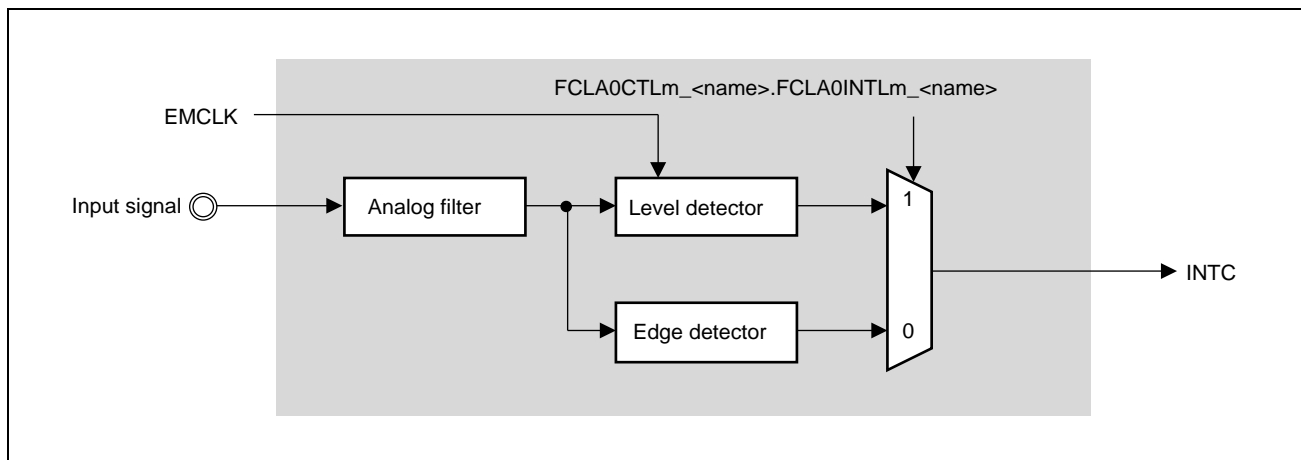 FCLA0CTLm_<name>.FCLA0INTLm_<name>
EMCLK
Input signal
Analog filter
Level detector
1
INTC
Edge detector
0